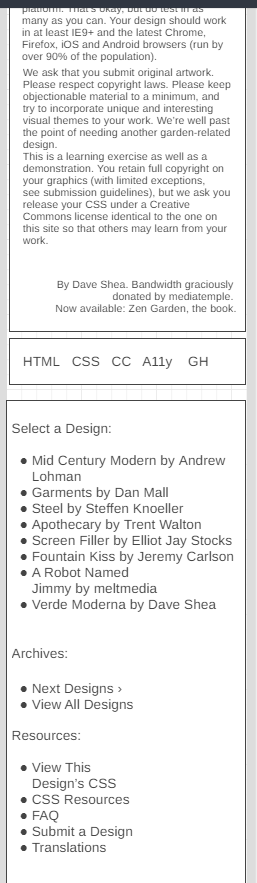 platform. That's okay, but do test in as
many as you can. Your design should work
in at least IE9+ and the latest Chrome,
Firefox, iOS and Android browsers (run by
over 90% of the population).
We ask that you submit original artwork.
Please respect copyright laws. Please keep
objectionable material to a minimum, and
try to incorporate unique and interesting
visual themes to your work. We're well past
the point of needing another garden-related
design.
This is a learning exercise as well as a
demonstration. You retain full copyright on
your graphics (with limited exceptions,
see submission guidelines), but we ask you
release your CSS under a Creative
Commons license identical to the one on
this site so that others may learn from your
work.
By Dave Shea. Bandwidth graciously
donated by mediatemple.
Now available: Zen Garden, the book.
HTML CSS CC A11y GH
Select a Design:
● Mid Century Modern by Andrew
Lohman
● Garments by Dan Mall
● Steel by Steffen Knoeller
● Apothecary by Trent Walton
● Screen Filler by Elliot Jay Stocks
● Fountain Kiss by Jeremy Carlson
● A Robot Named
Jimmy by meltmedia
● Verde Moderna by Dave Shea
Archives:
● Next Designs ›
● View All Designs
Resources:
● View This
Design's CSS
● CSS Resources
● FAQ
● Submit a Design
● Translations